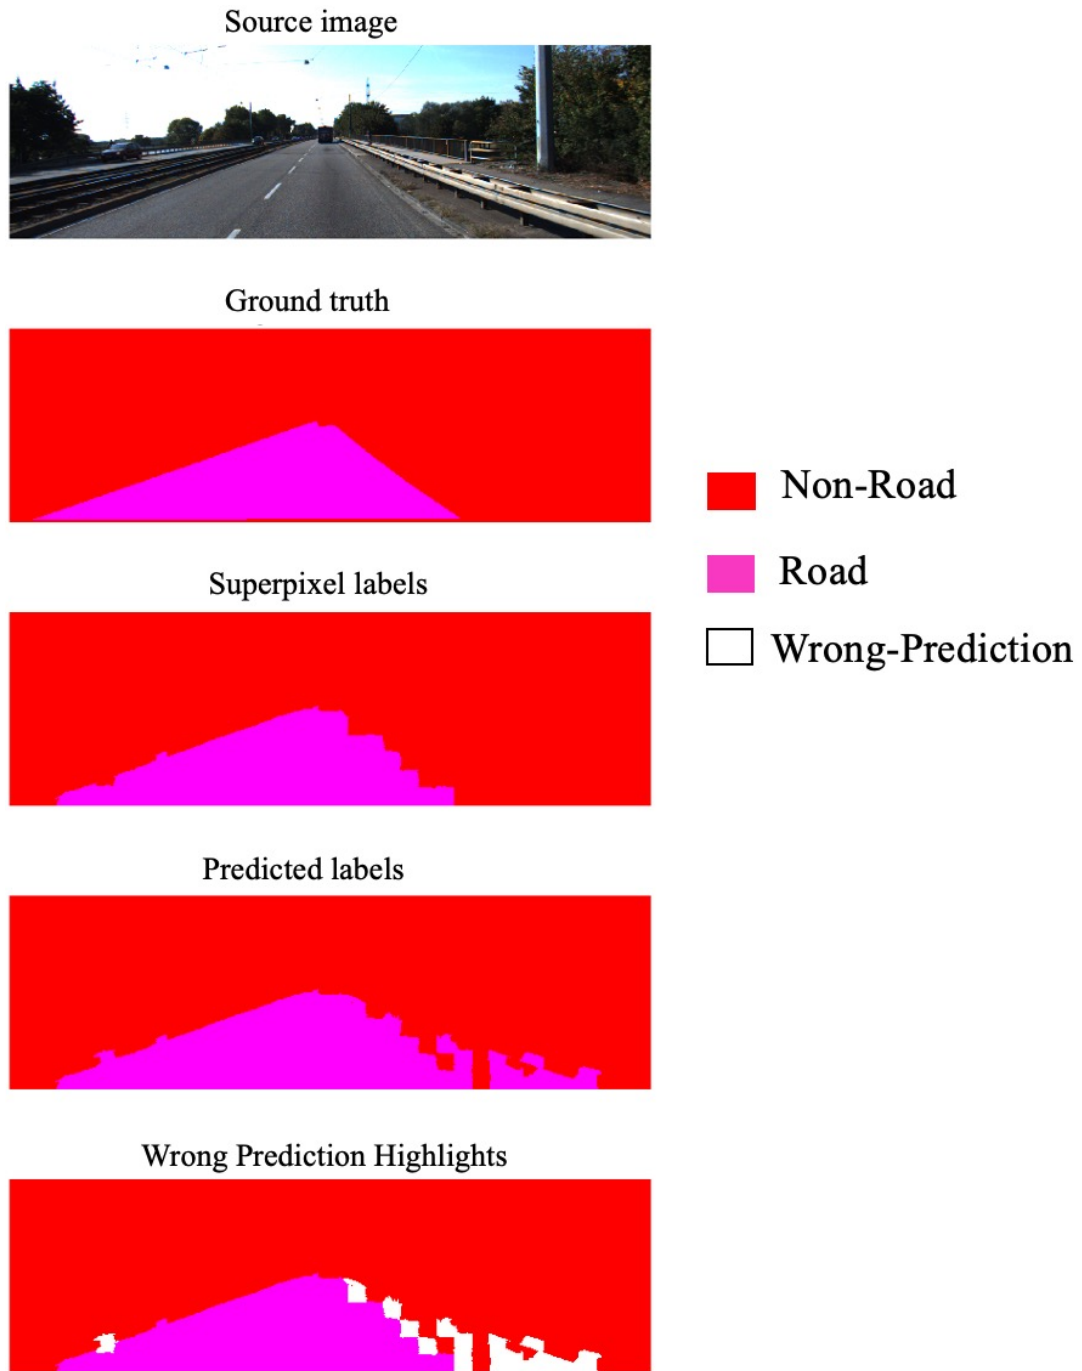 Source image
Ground truth
Superpixel labels
Predicted labels
Wrong Prediction Highlights
Non-Road
Road
Wrong-Prediction